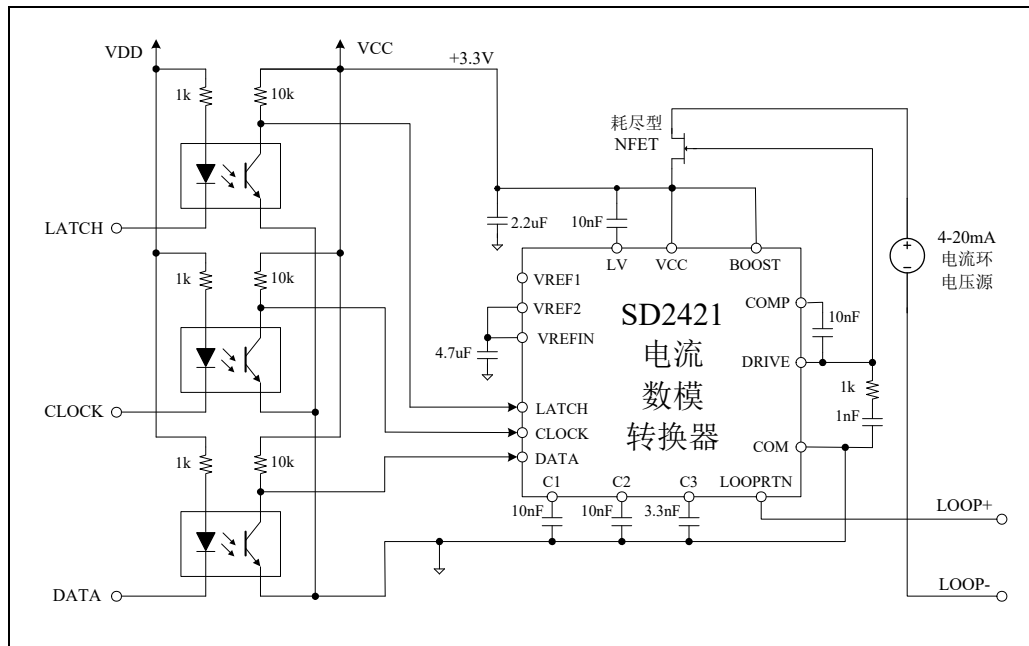 VDD
VCC
+3.3V
1k
10k
耗尽型
NFET
LATCH
2.2uF
10nF
4-20mA
电流环
电压源
LV
VCC
BOOST
1k
10k
VREF1
VREF2
VREFIN
4.7uF
SD2421
电流
数模
转换器
COMP
10nF
DRIVE
1k
1nF
CLOCK
LATCH
CLOCK
DATA
COM
1k
10k
C1
C2
C3
LOOPRTN
10nF
10nF
3.3nF
LOOP+
DATA
LOOP-